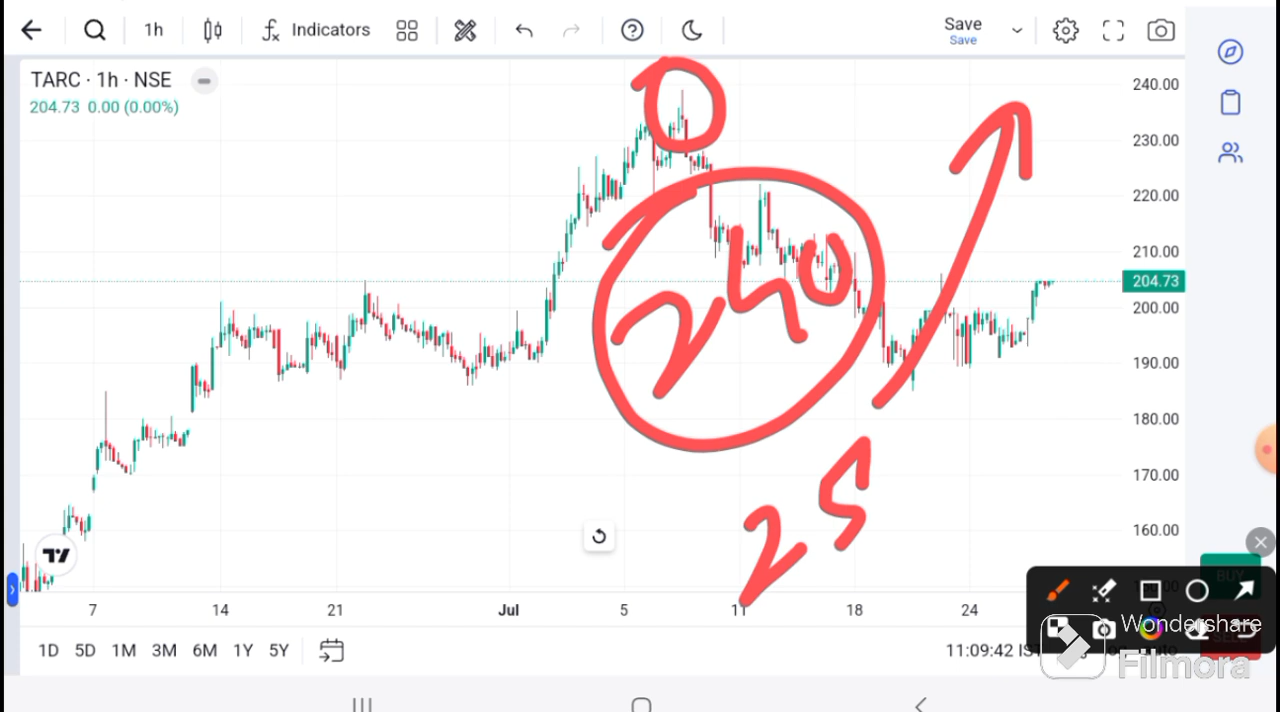 1h Indicators Save
Save
TARC · 1h · NSE
204.73 0.00 (0.00%)
240.00
230.00
220.00
210.00
204.73
200.00
190.00
180.00
170.00
160.00
240
25
7 14 21 Jul 5 11 18 24
1D 5D 1M 3M 6M 1Y 5Y
11:09:42
BUY
Wondershare
Filmora